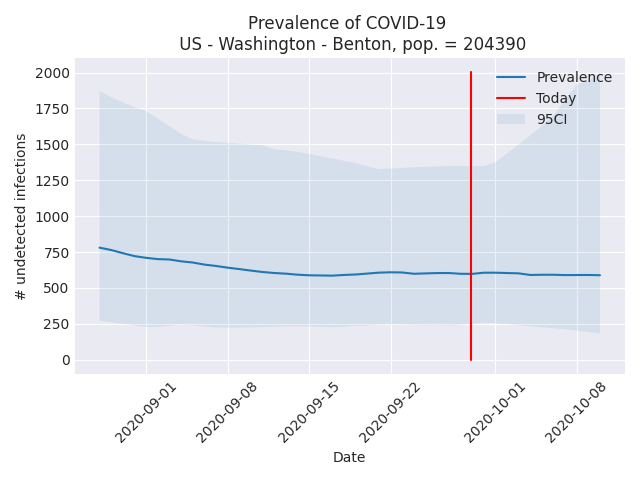 Prevalence of COVID-19
US - Washington - Benton, pop. = 204390
# undetected infections
2000
1750
1500
1250
1000
750
500
250
0
Prevalence
Today
95CI
2020-09-01
2020-09-08
2020-09-15
2020-09-22
2020-10-01
2020-10-08
Date